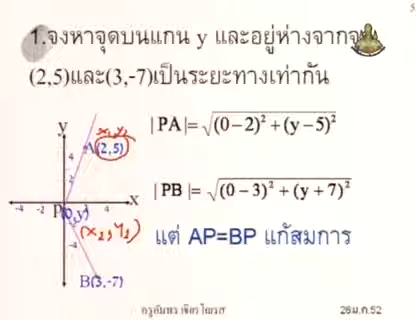 5
1.จงหาจุดบนแกน y และอยู่ห่างจากจุด
(2,5)และ(3,-7)เป็นระยะทางเท่ากัน
y
x₁, y₁
A(2,5)
4
2
-4 -2 2 4 x
P(0,y)
(x₂, y₂)
-4
B(3,-7)
|PA|=√(0−2)²+(y−5)²
|PB|=√(0−3)²+(y+7)²
แต่ AP=BP แก้สมการ
26ม.ค.52